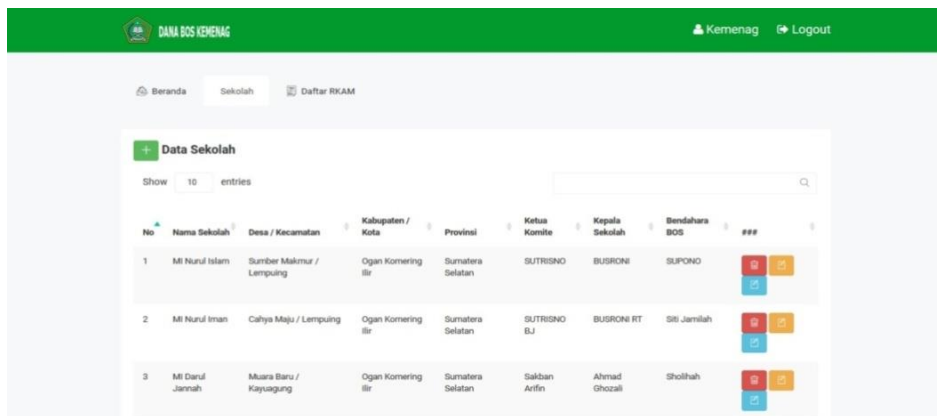 DANA BOS KEMENAG
Kemenag Logout
Beranda Sekolah Daftar RKAM
+ Data Sekolah
Show 10 entries
No Nama Sekolah Desa / Kecamatan Kabupaten / Kota Provinsi Ketua Komite Kepala Sekolah Bendahara BOS ###
1 MI Nurul Islam Sumber Makmur / Lempuing Ogan Komering Ilir Sumatera Selatan SUTRISNO BUSRONI SUPONO
2 MI Nurul Iman Cahya Maju / Lempuing Ogan Komering Ilir Sumatera Selatan SUTRISNO BJ BUSRONI RT Siti Jamilah
3 MI Darul Jannah Muara Baru / Kayuagung Ogan Komering Ilir Sumatera Selatan Sakban Arifin Ahmad Ghozali Sholihah